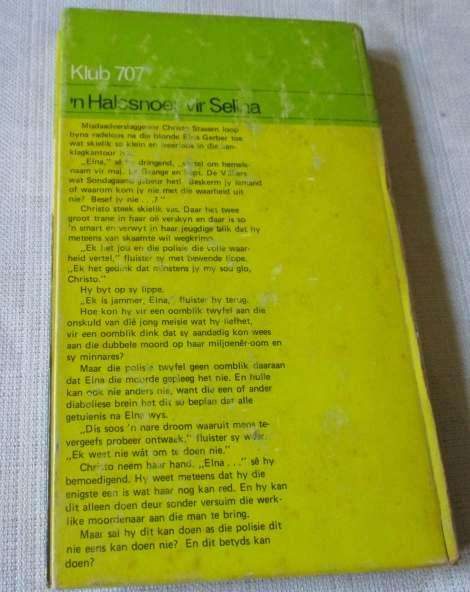 Klub 707
'n Halssnoer vir Selina
Misdaadverslaggewer Christo Stassen loop
byna radeloos na die blonde Elna Gerber toe
wat skielik so klein en weerloos in die aan-
klagkantoor lyk.
„Elna,” sê hy dringend, „vertel om hemels-
naam vir maj. La Grange en supt. De Villiers
wat Sondagaand gebeur het! Beskerm jy iemand
of waarom kom jy nie met die waarheid uit
nie? Besef jy nie . . .?”
Christo steek skielik vas. Daar het twee
groot trane in haar oë verskyn en daar is so
'n smart en verwyt in haar jeugdige blik dat hy
meteens van skaamte wil wegkrimp.
„Ek het jou en die polisie die volle waar-
heid vertel,” fluister sy met bewende lippe.
„Ek het gedink dat minstens jy my sou glo,
Christo.”
Hy byt op sy lippe.
„Ek is jammer, Elna,” fluister hy terug.
Hoe kon hy vir een oomblik twyfel aan die
onskuld van dié jong meisie wat hy liefhet,
vir een oomblik dink dat sy aandadig kon wees
aan die dubbele moord op haar miljoenêr-oom en
sy minnares?
Maar die polisie twyfel geen oomblik daaraan
dat Elna die moorde gepleeg het nie. En hulle
kan ook nie anders nie, want die een of ander
diaboliese brein het dit so beplan dat alle
getuienis na Elna wys.
„Dis soos 'n nare droom waaruit mens te-
vergeefs probeer ontwaak,” fluister sy weer.
„Ek weet nie wát om te doen nie.”
Christo neem haar hand. „Elna . . .” sê hy
bemoedigend. Hy weet meteens dat hy die
enigste een is wat haar nog kan red. En hy kan
dit alleen doen deur sonder versuim die werk-
like moordenaar aan die man te bring.
Maar sal hy dit kan doen as die polisie dit
nie eens kan doen nie? En dit betyds kan
doen?